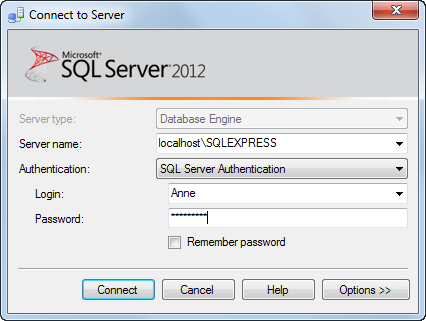 Connect to Server
Microsoft
SQL Server 2012
Server type: Database Engine
Server name: localhost\SQLEXPRESS
Authentication: SQL Server Authentication
Login: Anne
Password: *********
Remember password
Connect Cancel Help Options >>